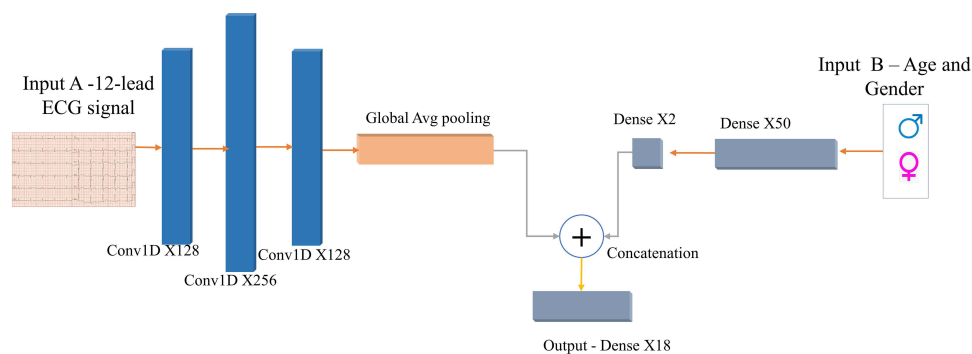 Input A -12-lead
ECG signal
Conv1D X128
Conv1D X256
Conv1D X128
Global Avg pooling
Dense X2
Dense X50
Input B – Age and
Gender
+
Concatenation
Output - Dense X18